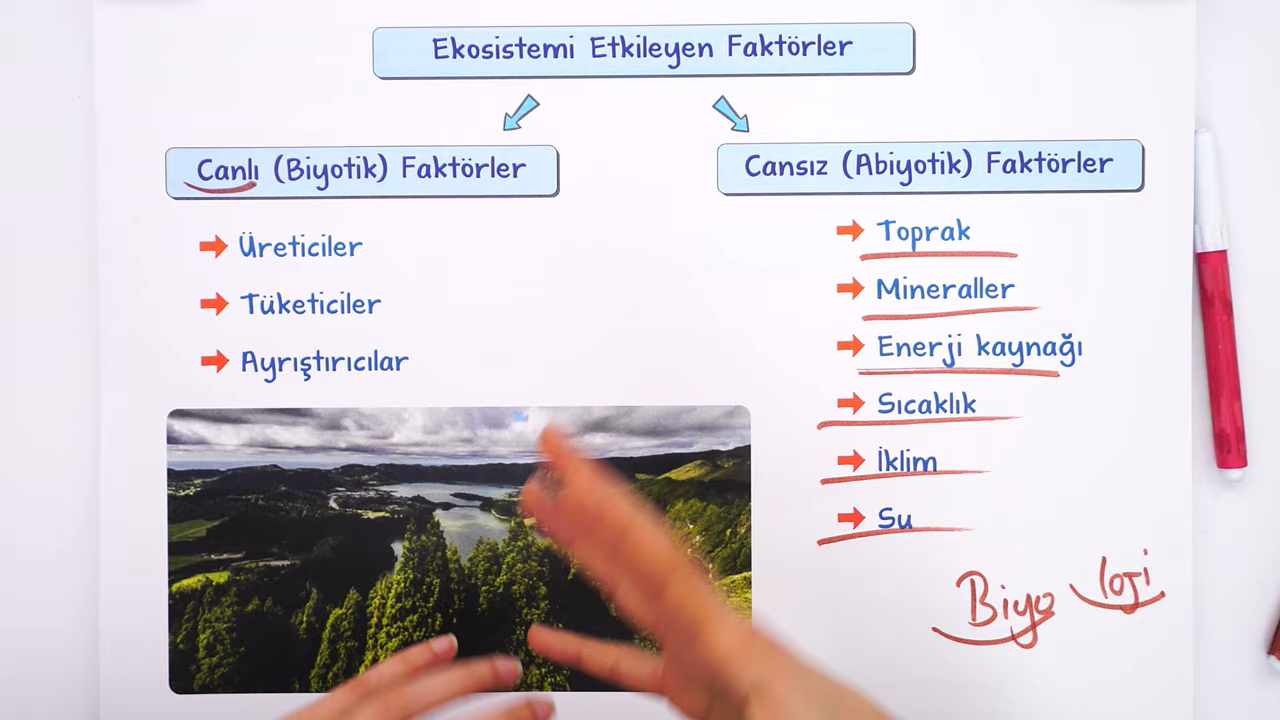 Ekosistemi Etkileyen Faktörler
Canlı (Biyotik) Faktörler
Üreticiler
Tüketiciler
Ayrıştırıcılar
Cansız (Abiyotik) Faktörler
Toprak
Mineraller
Enerji kaynağı
Sıcaklık
İklim
Su
Biyo loji